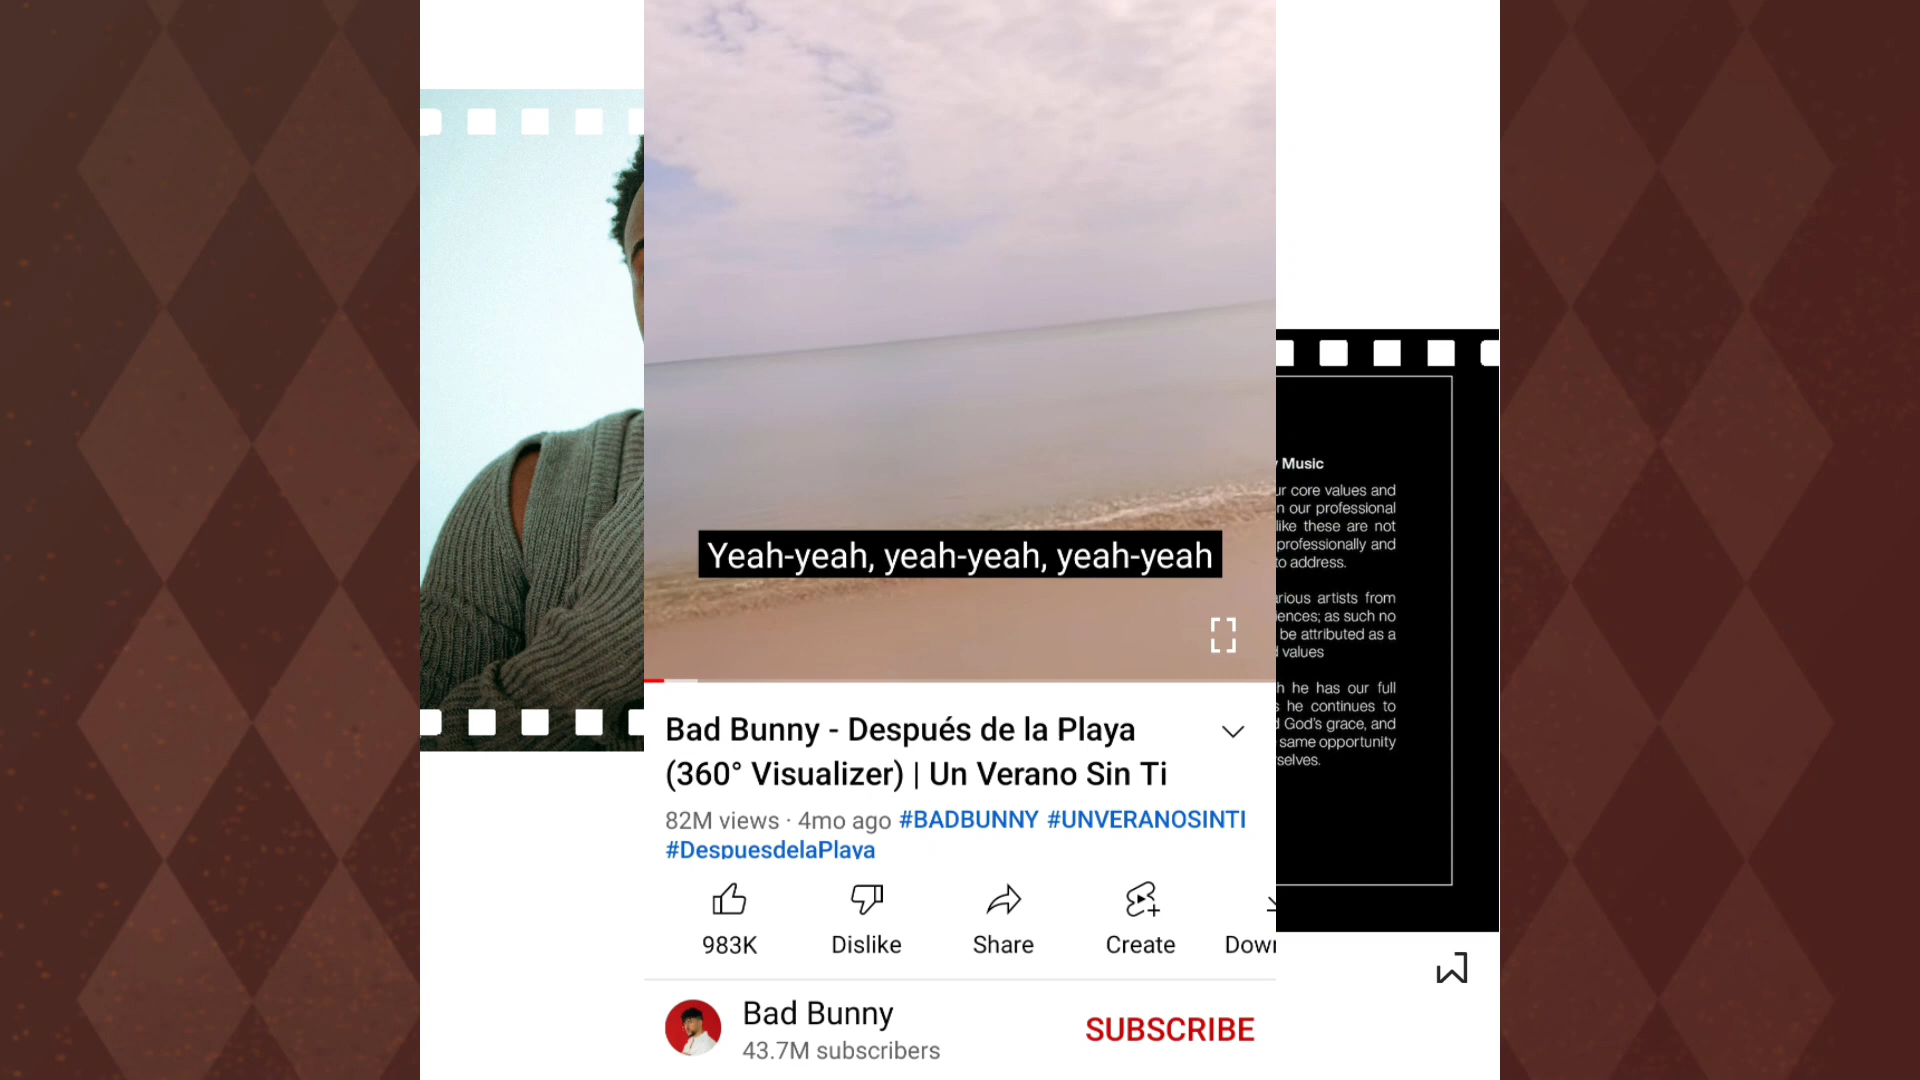 Yeah-yeah, yeah-yeah, yeah-yeah
Bad Bunny - Después de la Playa
(360° Visualizer) | Un Verano Sin Ti
82M views · 4mo ago #BADBUNNY #UNVERANOSINTI
#DespuesdelaPlaya
983K Dislike Share Create
Bad Bunny
43.7M subscribers
SUBSCRIBE
Music
core values and
our professional
like these are not
professionally and
to address.
artists from
as such no
be attributed as a
values
he has our full
he continues to
God's grace, and
same opportunity